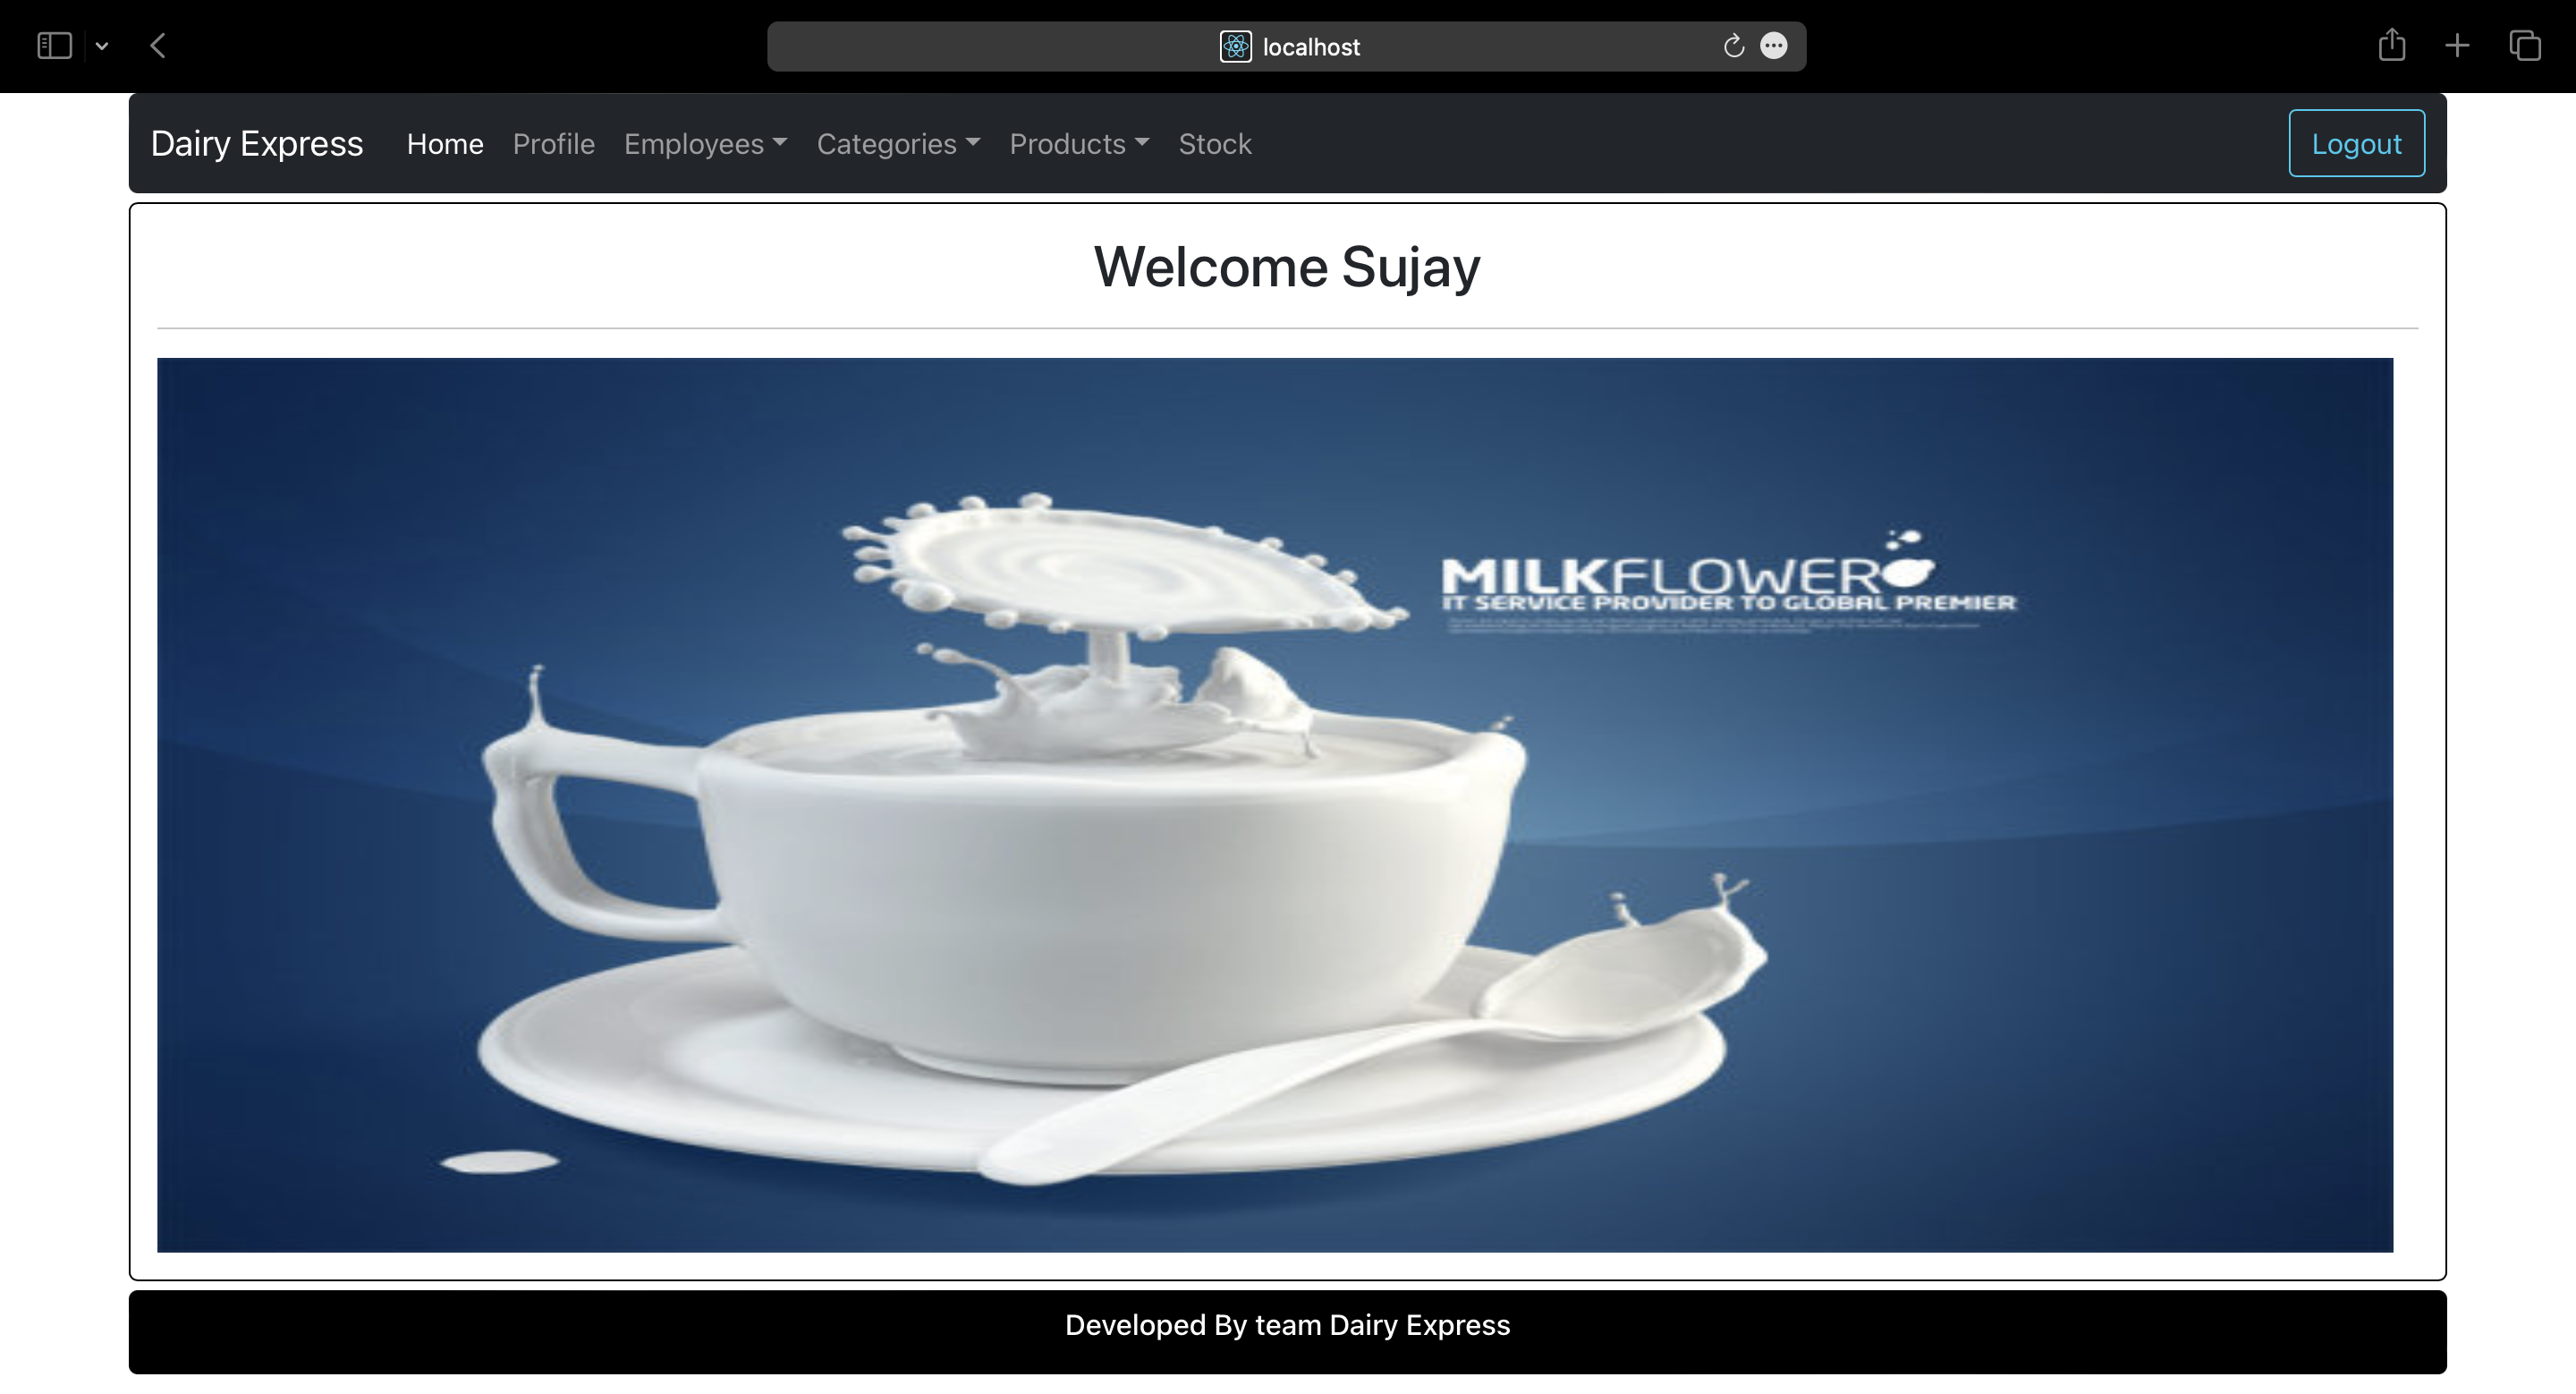 localhost
Dairy Express Home Profile Employees Categories Products Stock Logout
Welcome Sujay
MILKFLOWER
IT SERVICE PROVIDER TO GLOBAL PREMIER
Developed By team Dairy Express